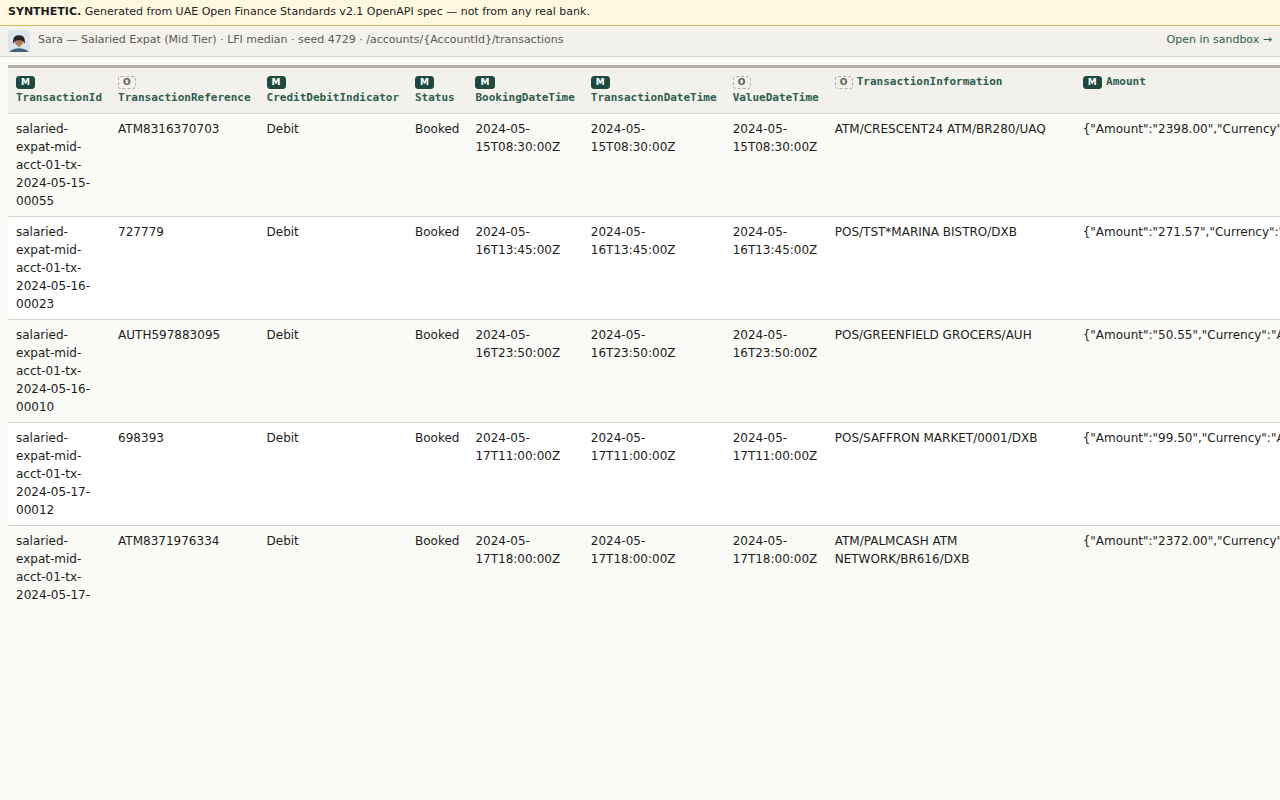 SYNTHETIC. Generated from UAE Open Finance Standards v2.1 OpenAPI spec — not from any real bank.
Sara — Salaried Expat (Mid Tier) · LFI median · seed 4729 · /accounts/{AccountId}/transactions
Open in sandbox →
M TransactionId
O TransactionReference
M CreditDebitIndicator
M Status
M BookingDateTime
M TransactionDateTime
O ValueDateTime
O TransactionInformation
M Amount
salaried-
expat-mid-
acct-01-tx-
2024-05-15-
00055
ATM8316370703
Debit
Booked
2024-05-
15T08:30:00Z
2024-05-
15T08:30:00Z
2024-05-
15T08:30:00Z
ATM/CRESCENT24 ATM/BR280/UAQ
{"Amount":"2398.00","Currency"
salaried-
expat-mid-
acct-01-tx-
2024-05-16-
00023
727779
Debit
Booked
2024-05-
16T13:45:00Z
2024-05-
16T13:45:00Z
2024-05-
16T13:45:00Z
POS/TST*MARINA BISTRO/DXB
{"Amount":"271.57","Currency":"
salaried-
expat-mid-
acct-01-tx-
2024-05-16-
00010
AUTH597883095
Debit
Booked
2024-05-
16T23:50:00Z
2024-05-
16T23:50:00Z
2024-05-
16T23:50:00Z
POS/GREENFIELD GROCERS/AUH
{"Amount":"50.55","Currency":"A
salaried-
expat-mid-
acct-01-tx-
2024-05-17-
00012
698393
Debit
Booked
2024-05-
17T11:00:00Z
2024-05-
17T11:00:00Z
2024-05-
17T11:00:00Z
POS/SAFFRON MARKET/0001/DXB
{"Amount":"99.50","Currency":"A
salaried-
expat-mid-
acct-01-tx-
2024-05-17-
ATM8371976334
Debit
Booked
2024-05-
17T18:00:00Z
2024-05-
17T18:00:00Z
2024-05-
17T18:00:00Z
ATM/PALMCASH ATM
NETWORK/BR616/DXB
{"Amount":"2372.00","Currency"